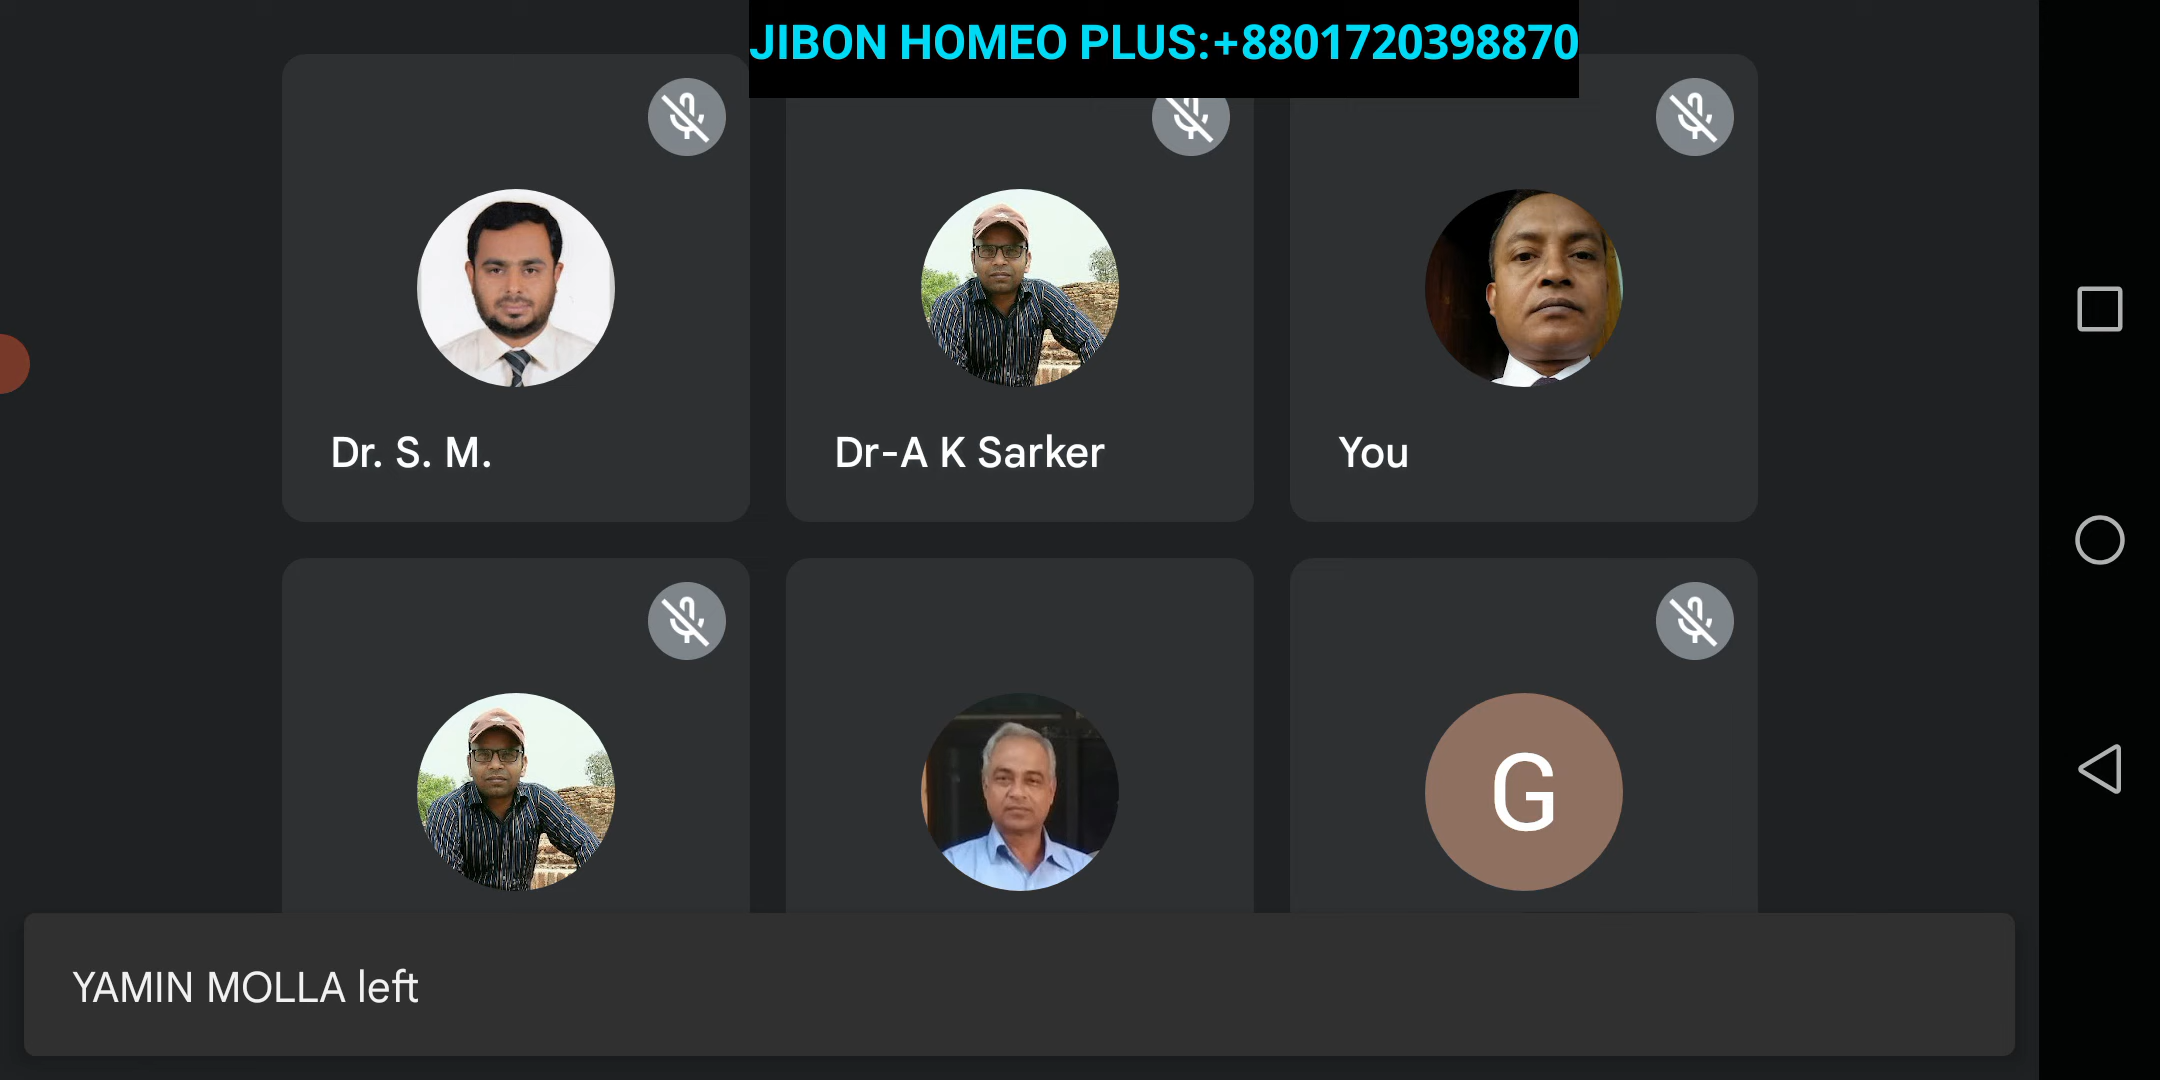 JIBON HOMEO PLUS:+8801720398870
Dr. S. M.
Dr-A K Sarker
You
G
YAMIN MOLLA left